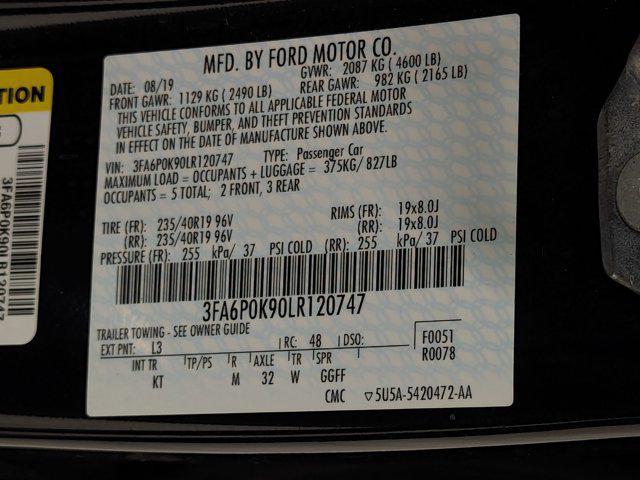 MFD. BY FORD MOTOR CO.
DATE: 08/19 GVWR: 2087 KG ( 4600 LB)
FRONT GAWR: 1129 KG ( 2490 LB) REAR GAWR: 982 KG ( 2165 LB)
THIS VEHICLE CONFORMS TO ALL APPLICABLE FEDERAL MOTOR
VEHICLE SAFETY, BUMPER, AND THEFT PREVENTION STANDARDS
IN EFFECT ON THE DATE OF MANUFACTURE SHOWN ABOVE.
VIN: 3FA6P0K90LR120747 TYPE: Passenger Car
MAXIMUM LOAD = OCCUPANTS + LUGGAGE = 375KG/ 827LB
OCCUPANTS = 5 TOTAL; 2 FRONT, 3 REAR
TIRE (FR): 235/40R19 96V RIMS (FR): 19x8.0J
(RR): 235/40R19 96V (RR): 19x8.0J
PRESSURE (FR): 255 kPa/ 37 PSI COLD (RR): 255 kPa/ 37 PSI COLD
3FA6P0K90LR120747
TRAILER TOWING - SEE OWNER GUIDE
EXT PNT: L3 RC: 48 DSO: F0051
R0078
INT TR TP/PS R AXLE TR SPR
KT M 32 W GGFF
CMC ▽5U5A-5420472-AA
TION
3FA6P0K90LR120747